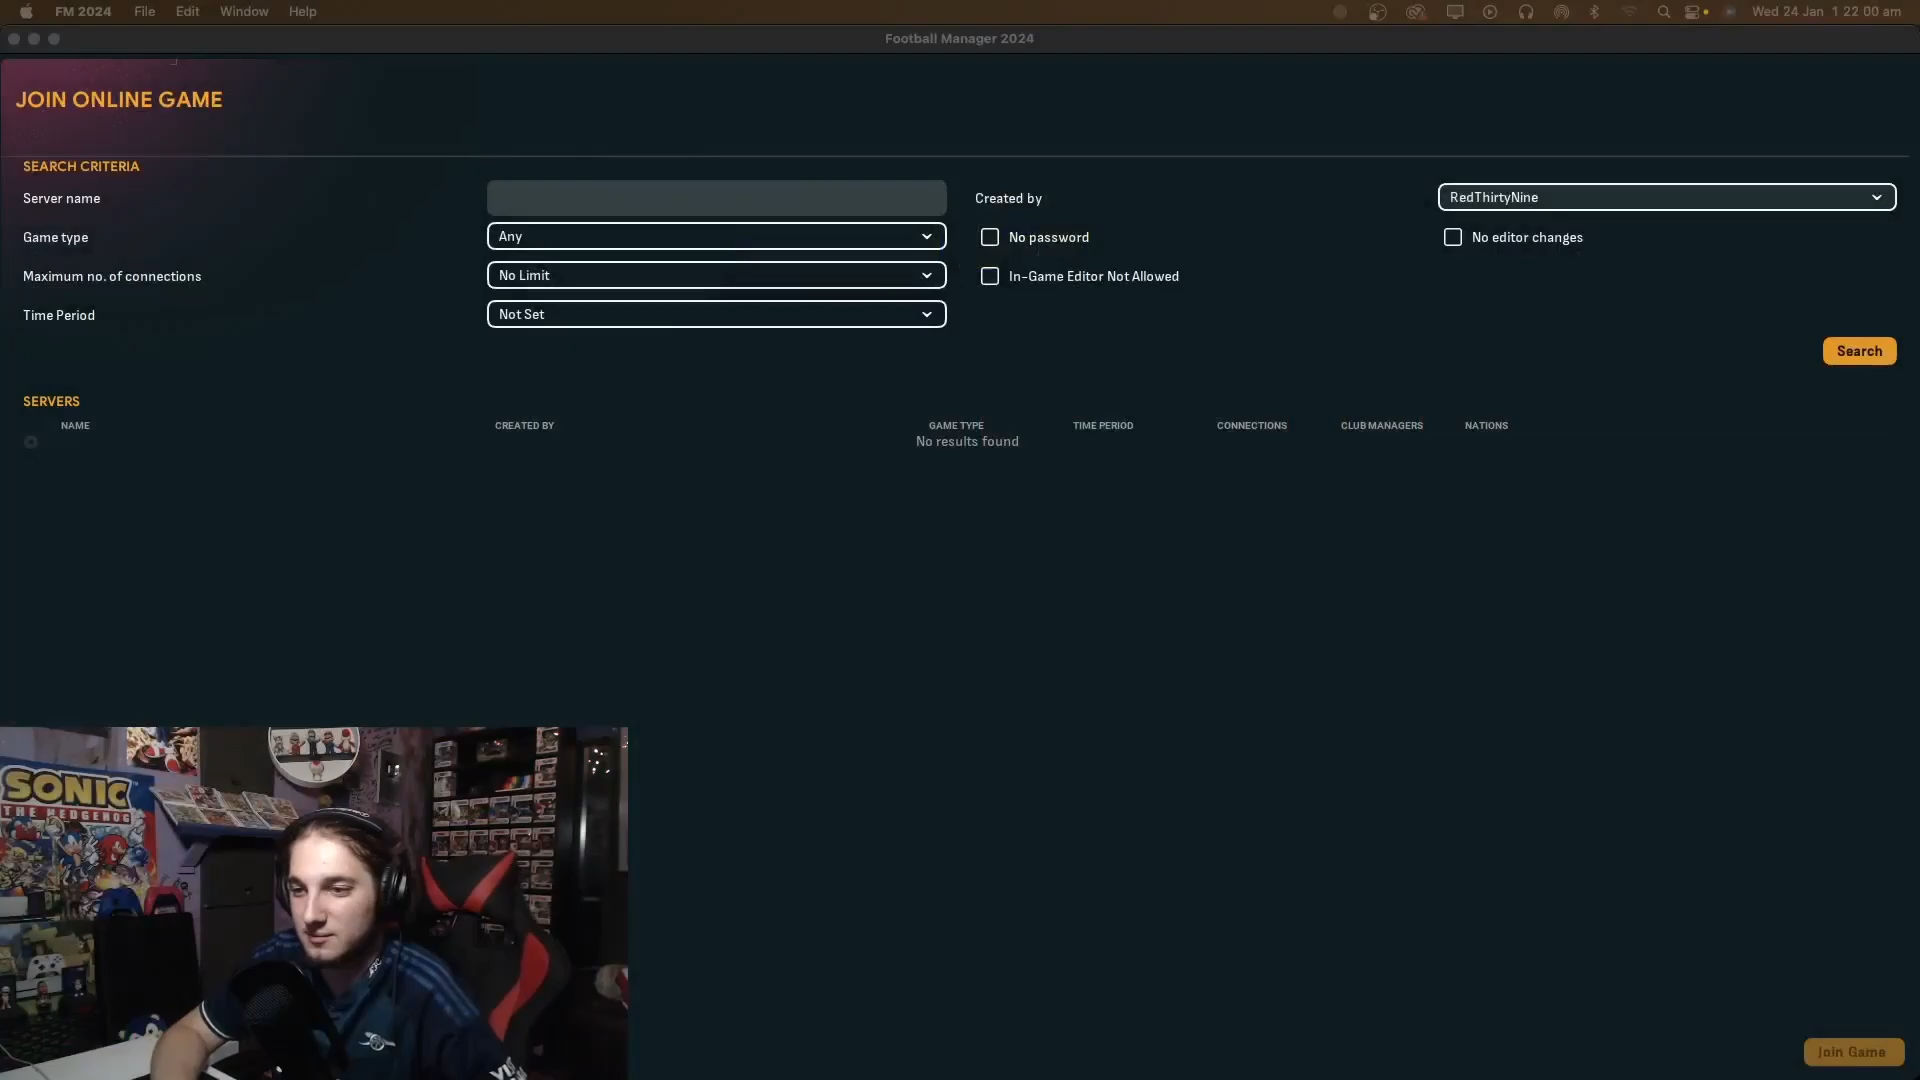 FM 2024 File Edit Window Help Wed 24 Jan 1 22 00 am
Football Manager 2024
JOIN ONLINE GAME
SEARCH CRITERIA
Server name Created by RedThirtyNine
Game type Any No password No editor changes
Maximum no. of connections No Limit In-Game Editor Not Allowed
Time Period Not Set
Search
SERVERS
NAME CREATED BY GAME TYPE TIME PERIOD CONNECTIONS CLUB MANAGERS NATIONS
No results found
SONIC
THE HEDGEHOG
Join Game